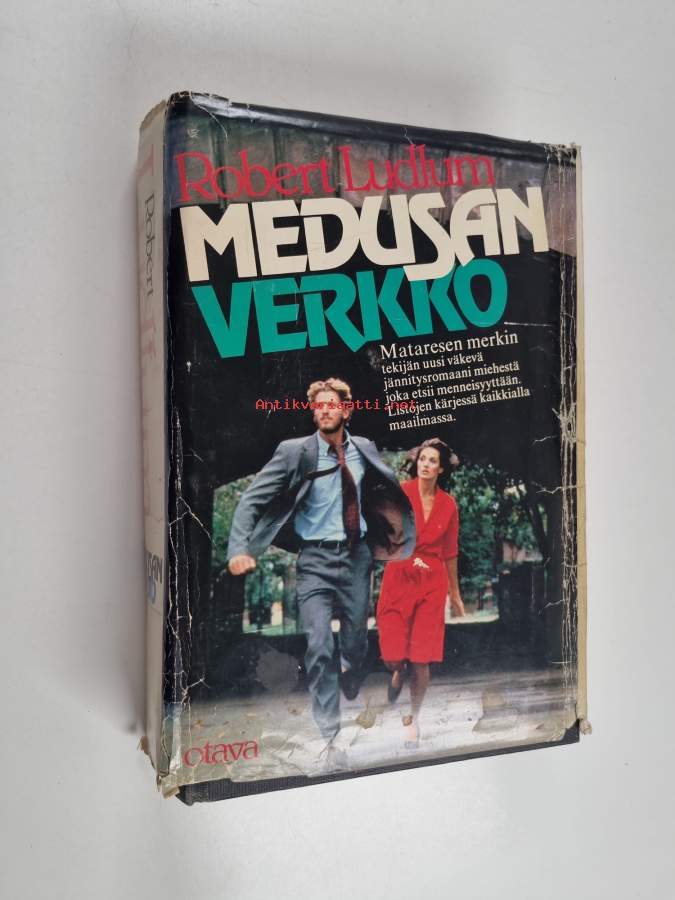 Robert Ludlum
MEDUSAN
VERKKO
Mataresen merkin
tekijän uusi väkevä
jännitysromaani miehestä
joka etsii menneisyyttään.
Listojen kärjessä kaikkialla
maailmassa.
Antikvariaatti.net
otava
Robert